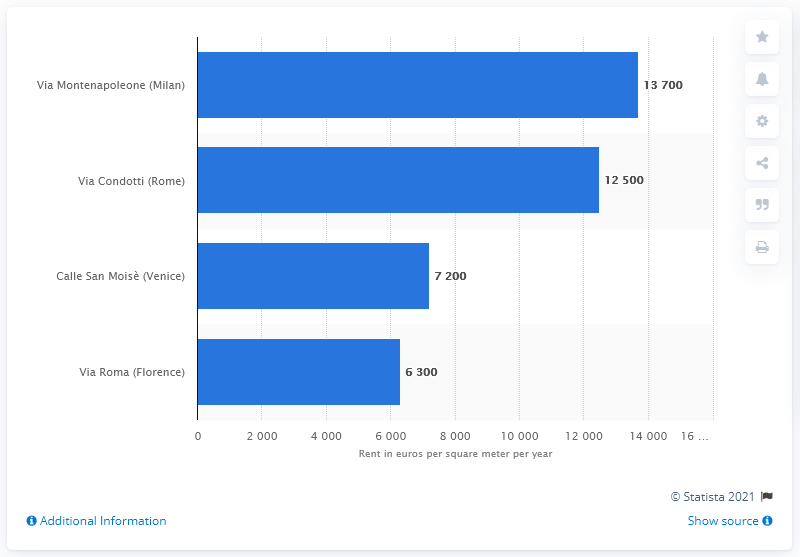 Via Montenapoleone (Milan)
13 700
Via Condotti (Rome)
12 500
Calle San Moisè (Venice)
7 200
Via Roma (Florence)
6 300
0 2 000 4 000 6 000 8 000 10 000 12 000 14 000 16 ...
Rent in euros per square meter per year
© Statista 2021
Additional Information
Show source